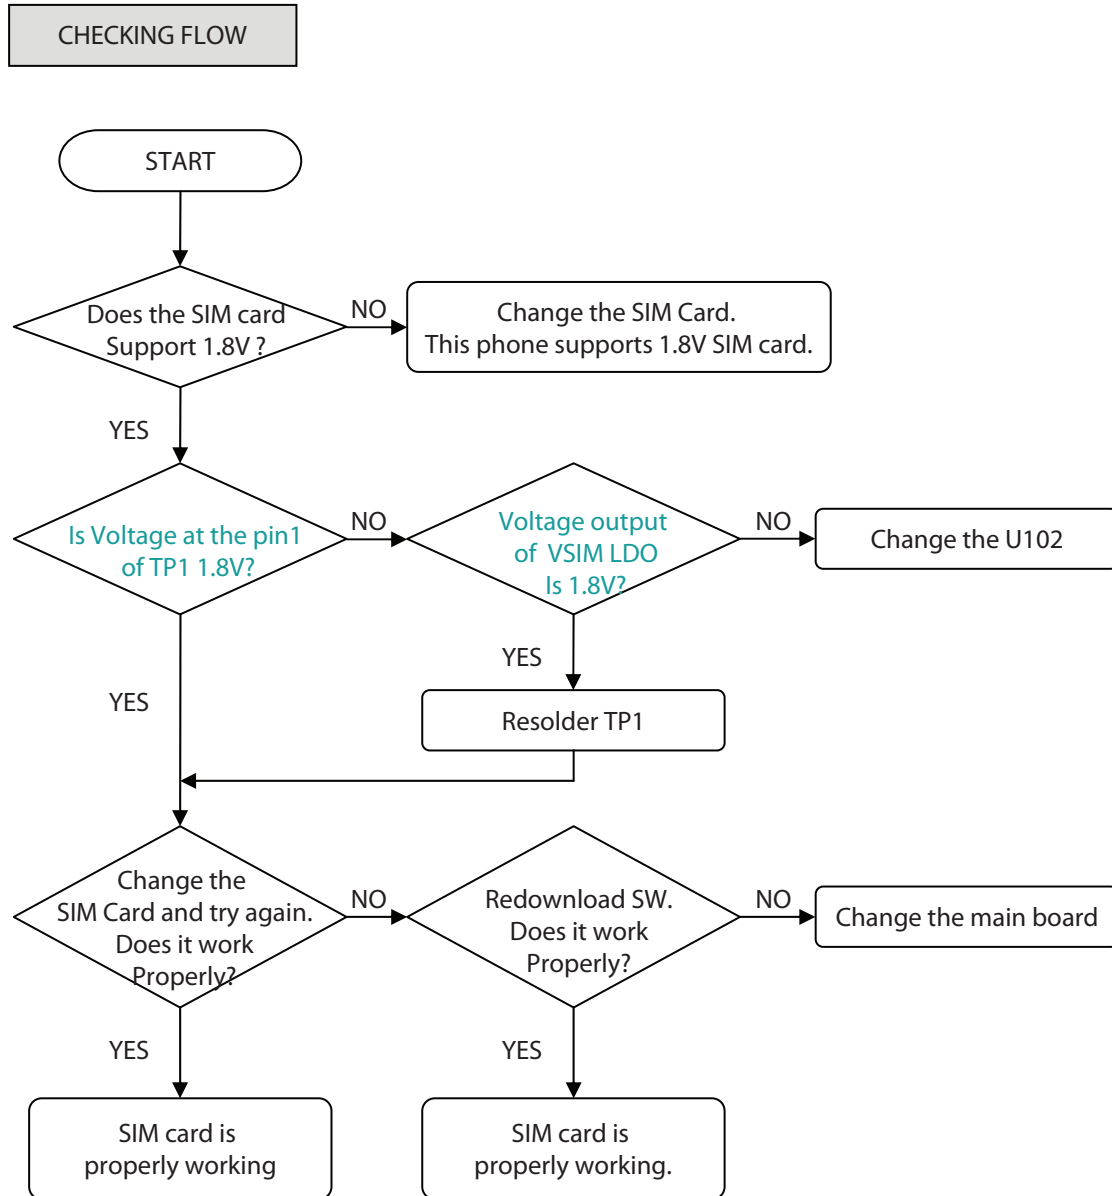 CHECKING FLOW
START
Does the SIM card
Support 1.8V ?
NO
Change the SIM Card.
This phone supports 1.8V SIM card.
YES
Is Voltage at the pin1
of TP1 1.8V?
NO
Voltage output
of VSIM LDO
Is 1.8V?
NO
Change the U102
YES
YES
Resolder TP1
Change the
SIM Card and try again.
Does it work
Properly?
NO
Redownload SW.
Does it work
Properly?
NO
Change the main board
YES
YES
SIM card is
properly working
SIM card is
properly working.